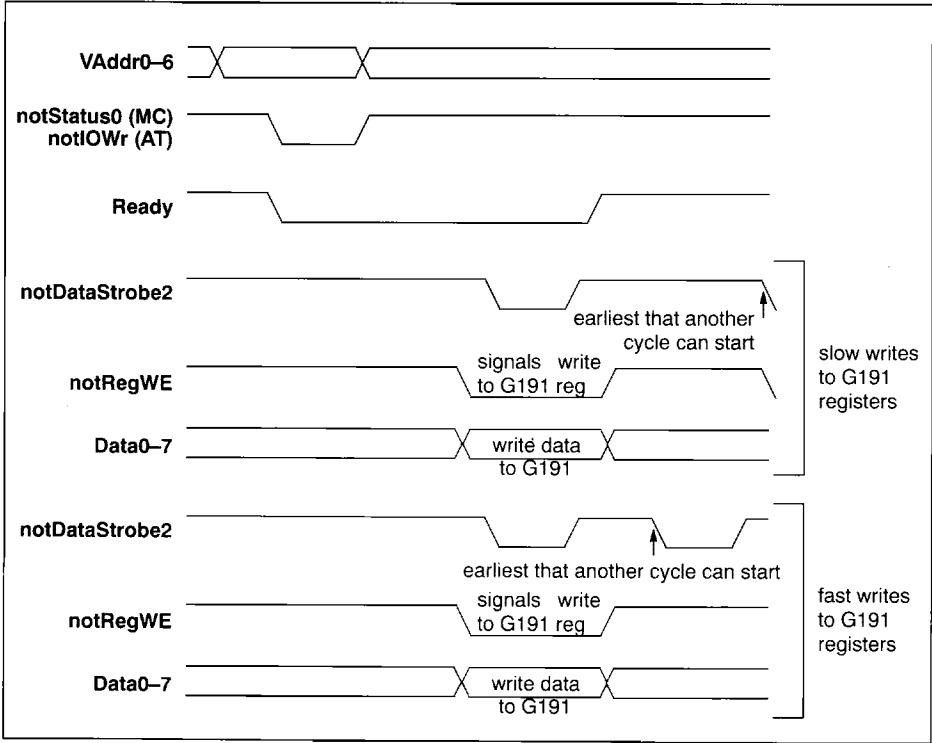 VAddr0–6
notStatus0 (MC)
notIOWr (AT)
Ready
notDataStrobe2
earliest that another
cycle can start
signals write
notRegWE
to G191 reg
Data0–7
write data
to G191
slow writes
to G191
registers
notDataStrobe2
earliest that another cycle can start
signals write
notRegWE
to G191 reg
Data0–7
write data
to G191
fast writes
to G191
registers